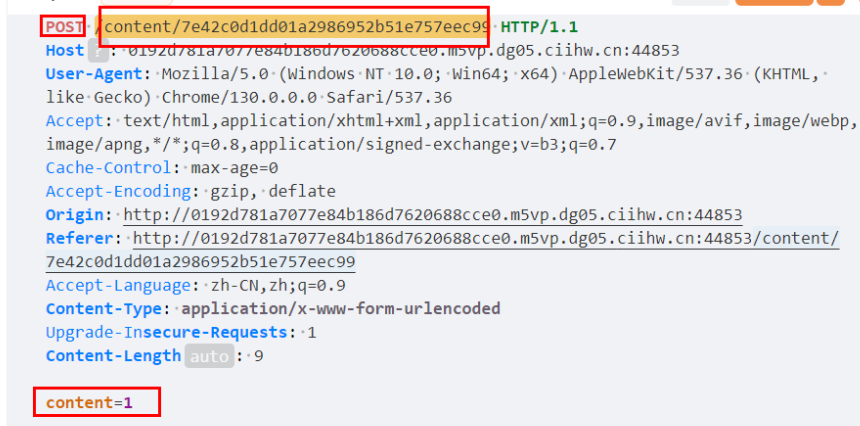 POST /content/7e42c0d1dd01a2986952b51e757eec99 HTTP/1.1
Host ? : 0192d781a7077e84b186d7620688cce0.m5vp.dg05.ciihw.cn:44853
User-Agent: Mozilla/5.0 (Windows NT 10.0; Win64; x64) AppleWebKit/537.36 (KHTML,
like Gecko) Chrome/130.0.0.0 Safari/537.36
Accept: text/html,application/xhtml+xml,application/xml;q=0.9,image/avif,image/webp,
image/apng,*/*;q=0.8,application/signed-exchange;v=b3;q=0.7
Cache-Control: max-age=0
Accept-Encoding: gzip, deflate
Origin: http://0192d781a7077e84b186d7620688cce0.m5vp.dg05.ciihw.cn:44853
Referer: http://0192d781a7077e84b186d7620688cce0.m5vp.dg05.ciihw.cn:44853/content/
7e42c0d1dd01a2986952b51e757eec99
Accept-Language: zh-CN,zh;q=0.9
Content-Type: application/x-www-form-urlencoded
Upgrade-Insecure-Requests: 1
Content-Length auto : 9
content=1